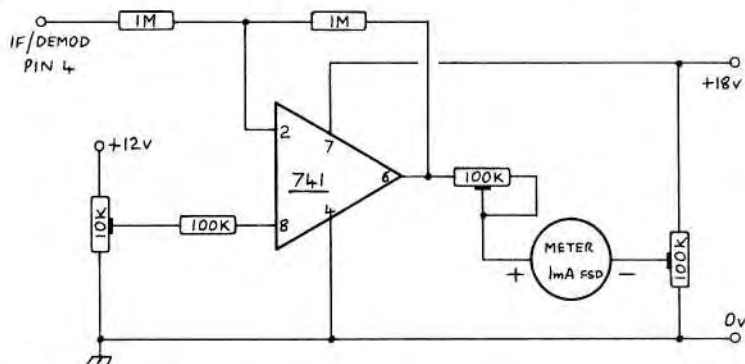 1M
1M
IF/DEMOD
PIN 4
+18v
+12v
2
7
741
6
100K
4
10K
100K
8
METER
1mA FSD
+
-
100K
0v